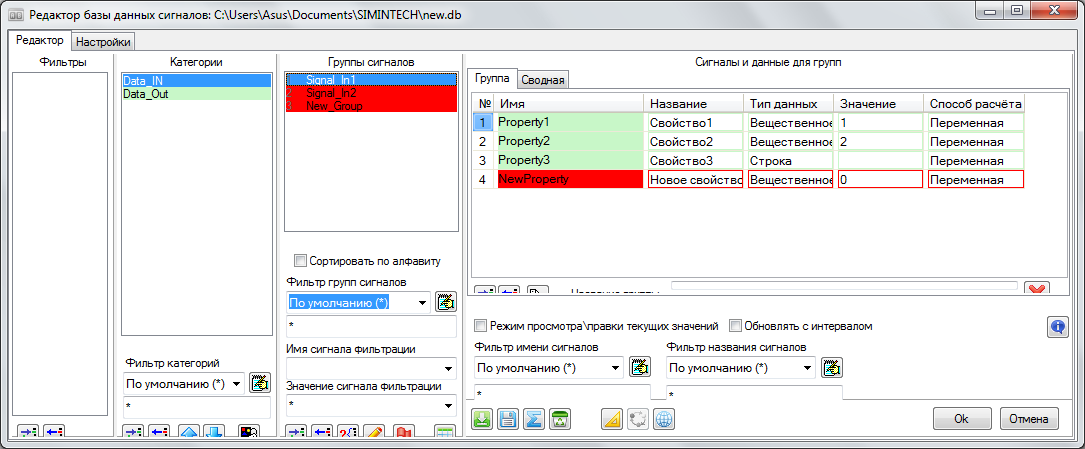 Редактор базы данных сигналов: C:\Users\Asus\Documents\SIMINTECH\new.db
Редактор Настройки
Фильтры
Категории
Data_IN
Data_Out
Фильтр категорий
По умолчанию (*)
*
Группы сигналов
Signal_In1
2 Signal_In2
3 New_Group
Сортировать по алфавиту
Фильтр групп сигналов
По умолчанию (*)
*
Имя сигнала фильтрации
Значение сигнала фильтрации
*
Сигналы и данные для групп
Группа Сводная
№ Имя Название Тип данных Значение Способ расчёта
1 Property1 Свойство1 Вещественное 1 Переменная
2 Property2 Свойство2 Вещественное 2 Переменная
3 Property3 Свойство3 Строка Переменная
4 NewProperty Новое свойство Вещественное 0 Переменная
Режим просмотра\правки текущих значений Обновлять с интервалом
Фильтр имени сигналов Фильтр названия сигналов
По умолчанию (*) По умолчанию (*)
* *
Ok Отмена